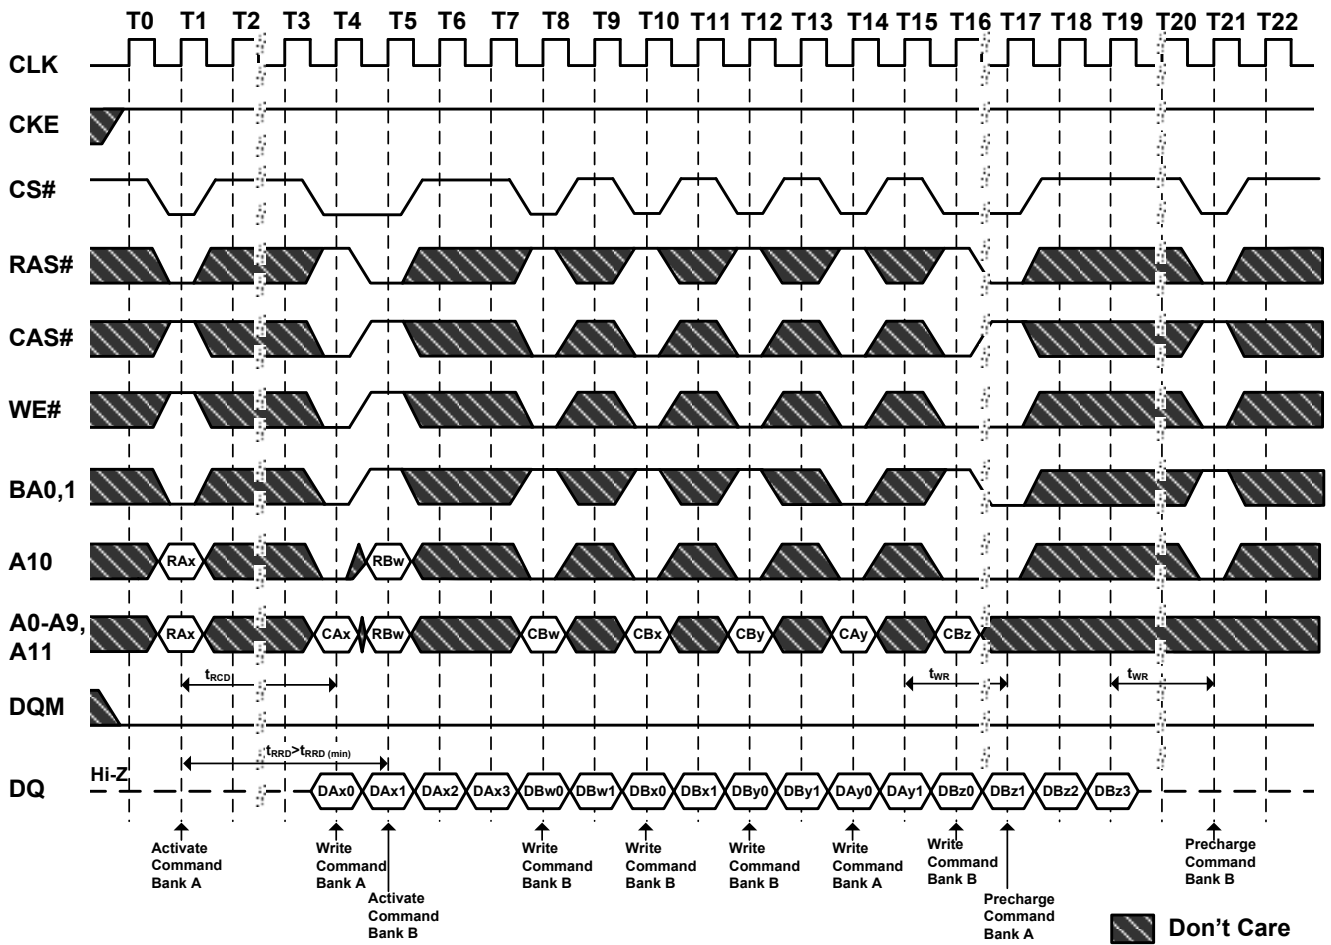 T0 T1 T2 T3 T4 T5 T6 T7 T8 T9 T10 T11 T12 T13 T14 T15 T16 T17 T18 T19 T20 T21 T22
CLK
CKE
CS#
RAS#
CAS#
WE#
BA0,1
A10
RAx RBw
A0-A9,
A11
RAx CAx RBw CBw CBx CBy CAy CBz
tRCD
tWR
tWR
DQM
tRRD>tRRD (min)
Hi-Z
DQ
DAx0 DAx1 DAx2 DAx3 DBw0 DBw1 DBx0 DBx1 DBy0 DBy1 DAy0 DAy1 DBz0 DBz1 DBz2 DBz3
Activate
Command
Bank A
Write
Command
Bank A
Activate
Command
Bank B
Write
Command
Bank B
Write
Command
Bank B
Write
Command
Bank B
Write
Command
Bank A
Write
Command
Bank B
Precharge
Command
Bank A
Precharge
Command
Bank B
Don't Care